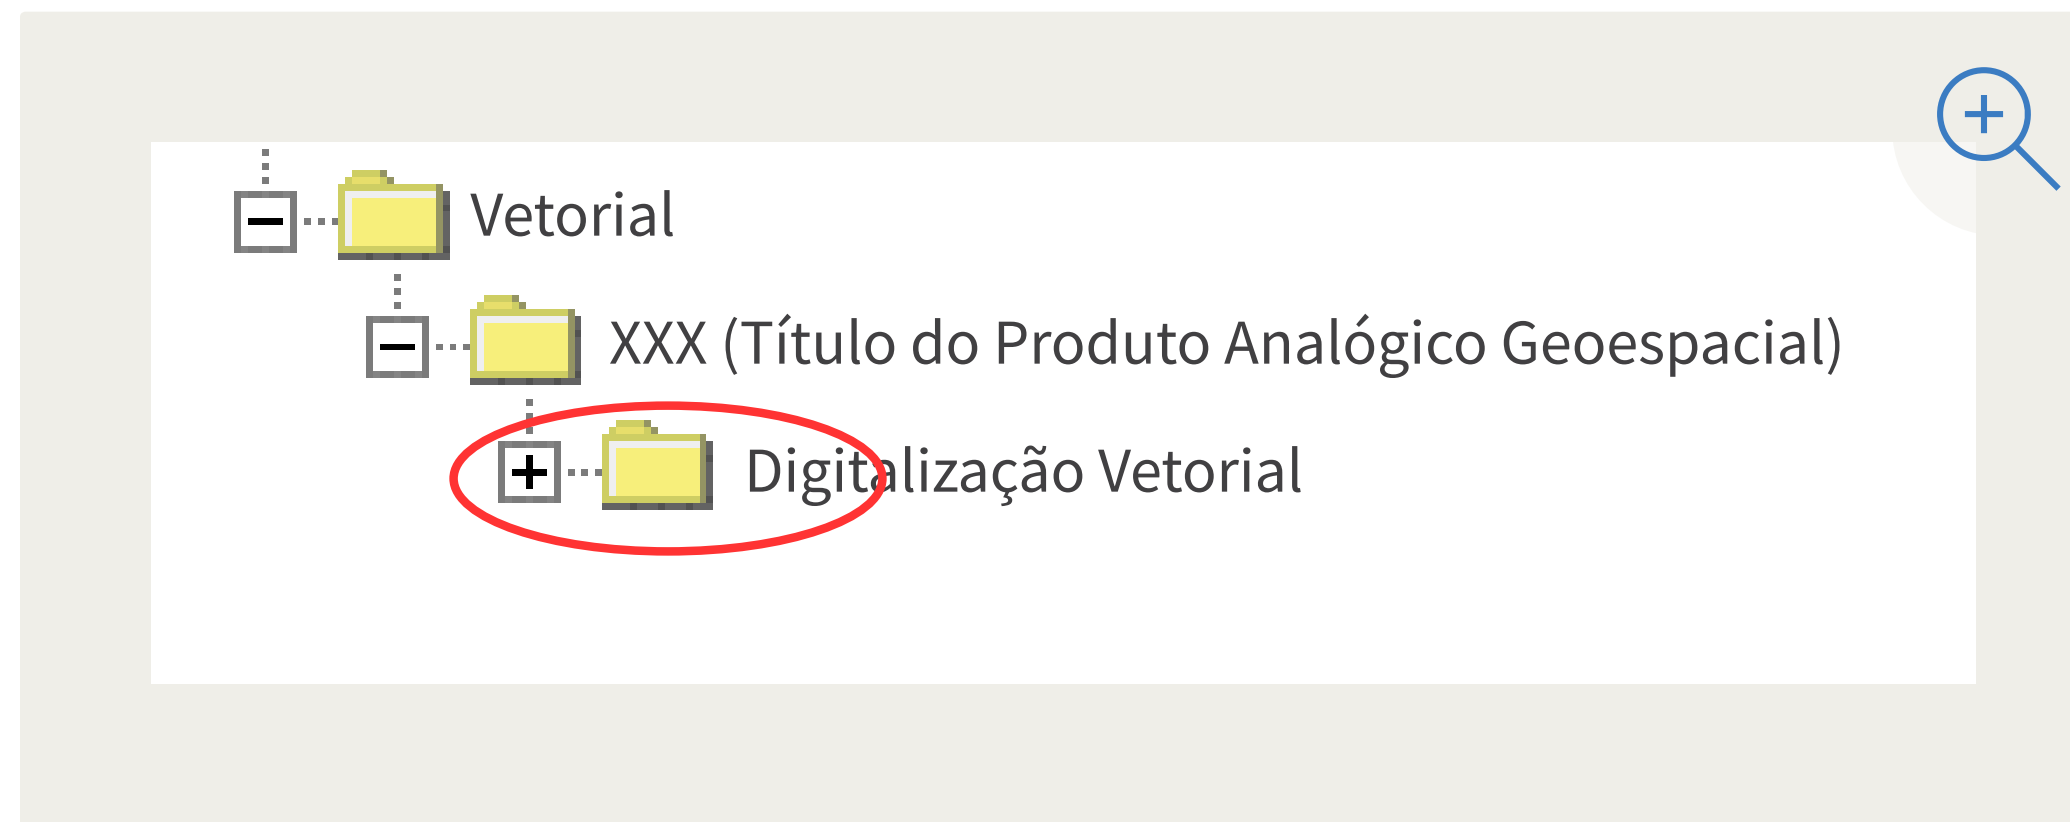 Vetorial
XXX (Título do Produto Analógico Geoespacial)
Digitalização Vetorial